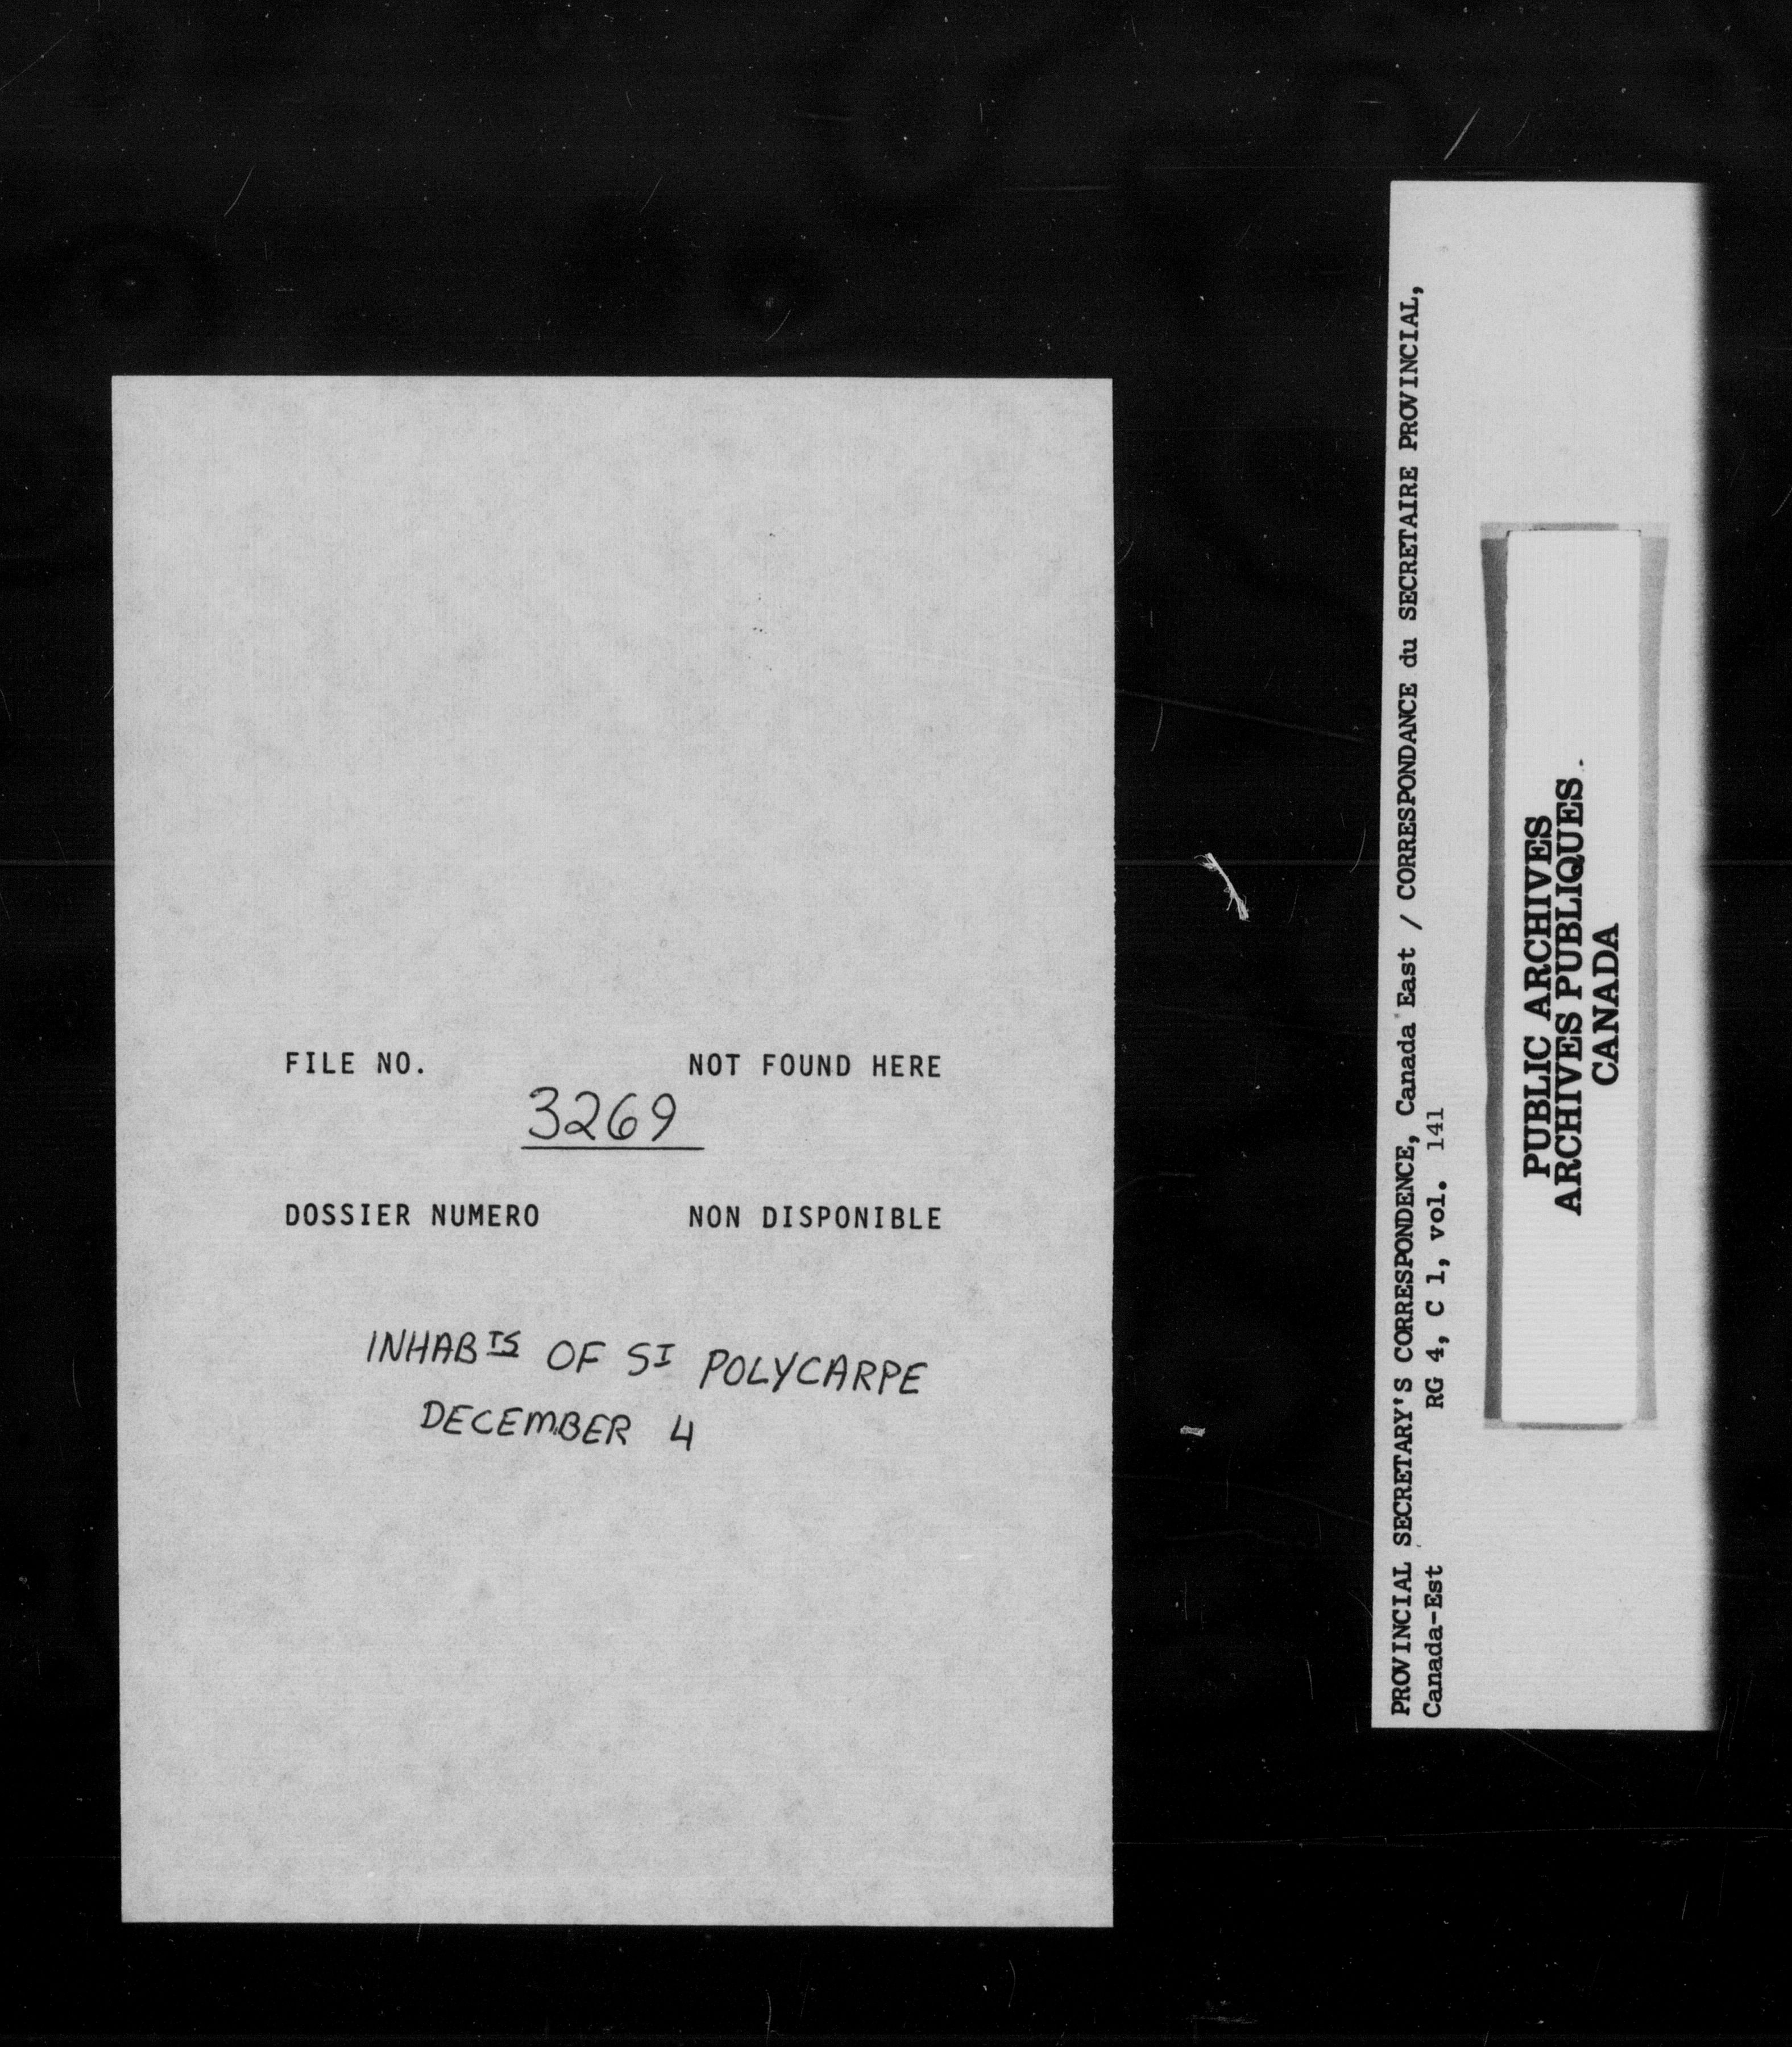 FILE NO. NOT FOUND HERE
3269
DOSSIER NUMERO NON DISPONIBLE
INHABTS OF ST POLYCARPE
DECEMBER 4
PROVINCIAL SECRETARY'S CORRESPONDENCE, Canada East / CORRESPONDANCE du SECRETAIRE PROVINCIAL,
Canada-Est RG 4, C 1, vol. 141
PUBLIC ARCHIVES
ARCHIVES PUBLIQUES
CANADA